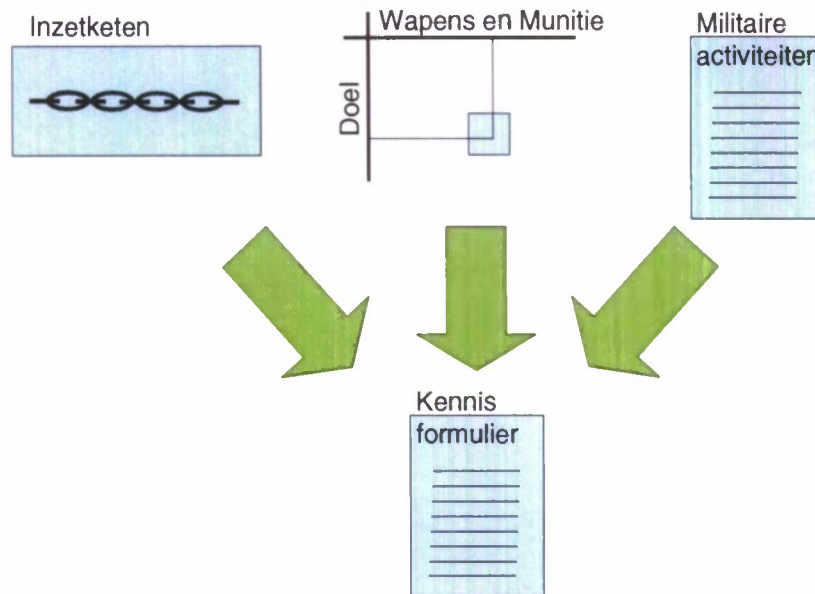 Inzetketen
Wapens en Munitie
Doel
Militaire
activiteiten
Kennis
formulier